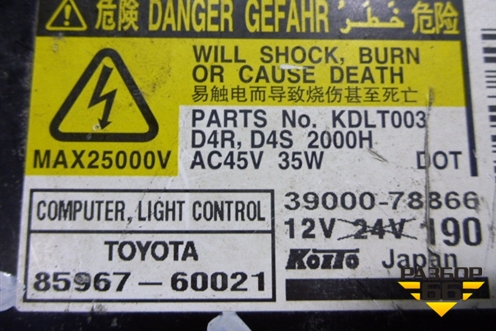 危険 DANGER GEFAHR خطر 危险
WILL SHOCK, BURN
OR CAUSE DEATH
易触电而导致烧伤甚至死亡
MAX25000V
PARTS No. KDLT003
D4R, D4S 2000H
AC45V 35W DOT
COMPUTER, LIGHT CONTROL
TOYOTA
85967-60021
39000-78866
12V 24V 190
KOITO Japan
РАЗБОР
66